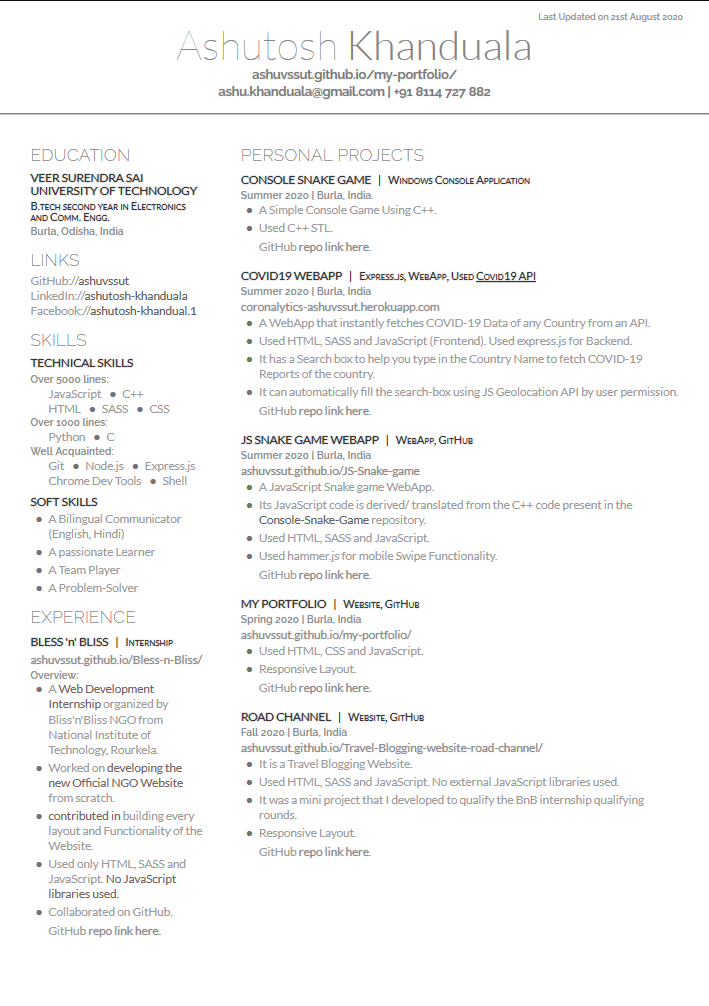 Last Updated on 21st August 2020
Ashutosh Khanduala
ashuvssut.github.io/my-portfolio/
ashu.khanduala@gmail.com | +91 8114 727 882
EDUCATION
VEER SURENDRA SAI
UNIVERSITY OF TECHNOLOGY
B.tech second year in Electronics
and Comm. Engg.
Burla, Odisha, India
LINKS
GitHub://ashuvssut
LinkedIn://ashutosh-khanduala
Facebook://ashutosh-khandual.1
SKILLS
TECHNICAL SKILLS
Over 5000 lines:
JavaScript • C++
HTML • SASS • CSS
Over 1000 lines:
Python • C
Well Acquainted:
Git • Node.js • Express.js
Chrome Dev Tools • Shell
SOFT SKILLS
• A Bilingual Communicator
(English, Hindi)
• A passionate Learner
• A Team Player
• A Problem-Solver
EXPERIENCE
BLESS 'n' BLISS | Internship
ashuvssut.github.io/Bless-n-Bliss/
Overview:
• A Web Development
Internship organized by
Bliss'n'Bliss NGO from
National Institute of
Technology, Rourkela.
• Worked on developing the
new Official NGO Website
from scratch.
• contributed in building every
layout and Functionality of the
Website.
• Used only HTML, SASS and
JavaScript. No JavaScript
libraries used.
• Collaborated on GitHub.
GitHub repo link here.
PERSONAL PROJECTS
CONSOLE SNAKE GAME | Windows Console Application
Summer 2020 | Burla, India.
• A Simple Console Game Using C++.
• Used C++ STL.
GitHub repo link here.
COVID19 WEBAPP | Express.js, WebApp, Used Covid19 API
Summer 2020 | Burla, India
coronalytics-ashuvssut.herokuapp.com
• A WebApp that instantly fetches COVID-19 Data of any Country from an API.
• Used HTML, SASS and JavaScript (Frontend). Used express.js for Backend.
• It has a Search box to help you type in the Country Name to fetch COVID-19
Reports of the country.
• It can automatically fill the search-box using JS Geolocation API by user permission.
GitHub repo link here.
JS SNAKE GAME WEBAPP | WebApp, GitHub
Summer 2020 | Burla, India
ashuvssut.github.io/JS-Snake-game
• A JavaScript Snake game WebApp.
• Its JavaScript code is derived/ translated from the C++ code present in the
Console-Snake-Game repository.
• Used HTML, SASS and JavaScript.
• Used hammer.js for mobile Swipe Functionality.
GitHub repo link here.
MY PORTFOLIO | Website, GitHub
Spring 2020 | Burla, India
ashuvssut.github.io/my-portfolio/
• Used HTML, CSS and JavaScript.
• Responsive Layout.
GitHub repo link here.
ROAD CHANNEL | Website, GitHub
Fall 2020 | Burla, India
ashuvssut.github.io/Travel-Blogging-website-road-channel/
• It is a Travel Blogging Website.
• Used HTML, SASS and JavaScript. No external JavaScript libraries used.
• It was a mini project that I developed to qualify the BnB internship qualifying
rounds.
• Responsive Layout.
GitHub repo link here.